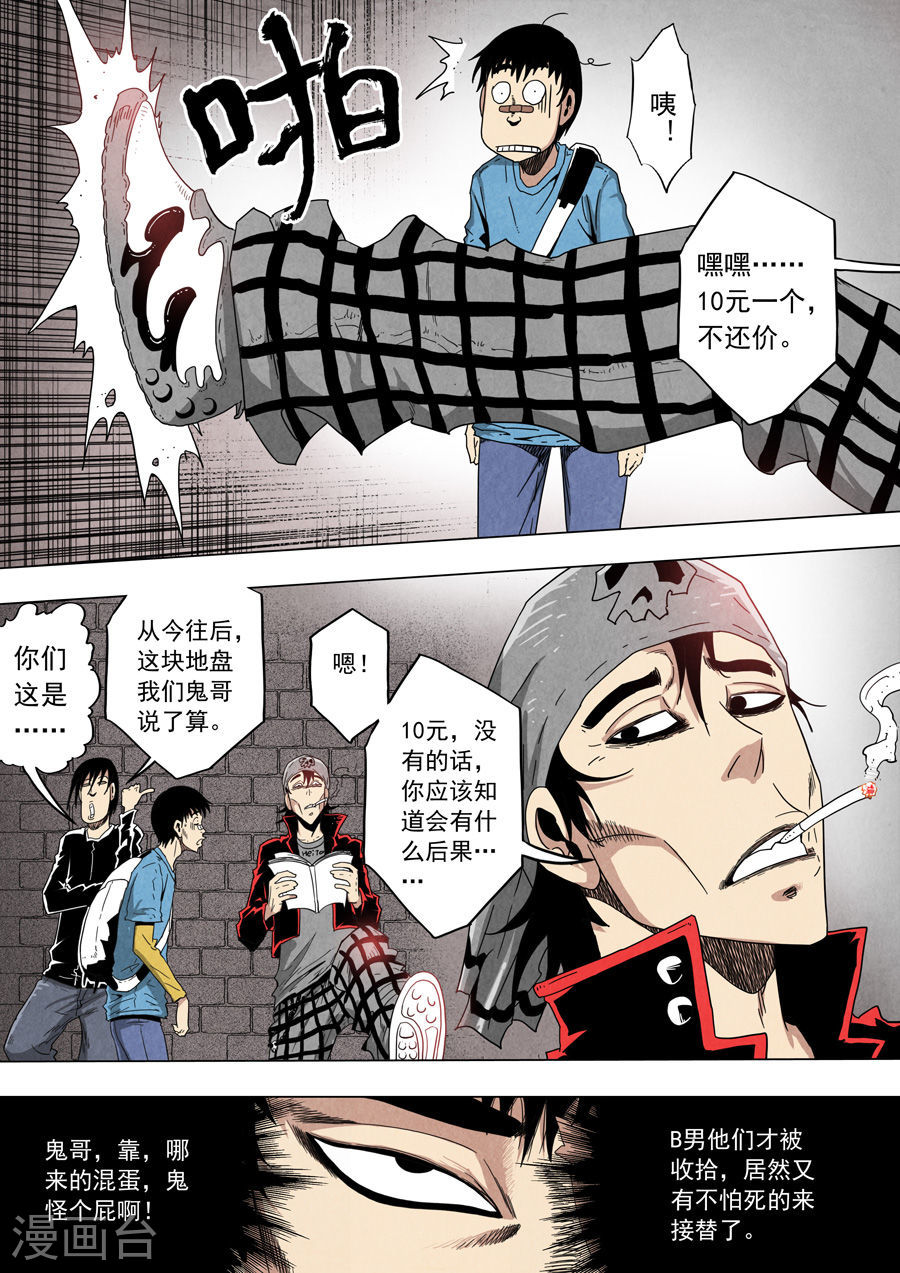 啪
咦！
嘿嘿……
10元一个，
不还价。
你们
这是
……
从今往后，
这块地盘
我们鬼哥
说了算。
嗯！
10元，没
有的话，
你应该知
道会有什
么后果…
…
鬼哥，靠，哪
来的混蛋，鬼
怪个屁啊！
B男他们才被
收拾，居然又
有不怕死的来
接替了。
漫画台